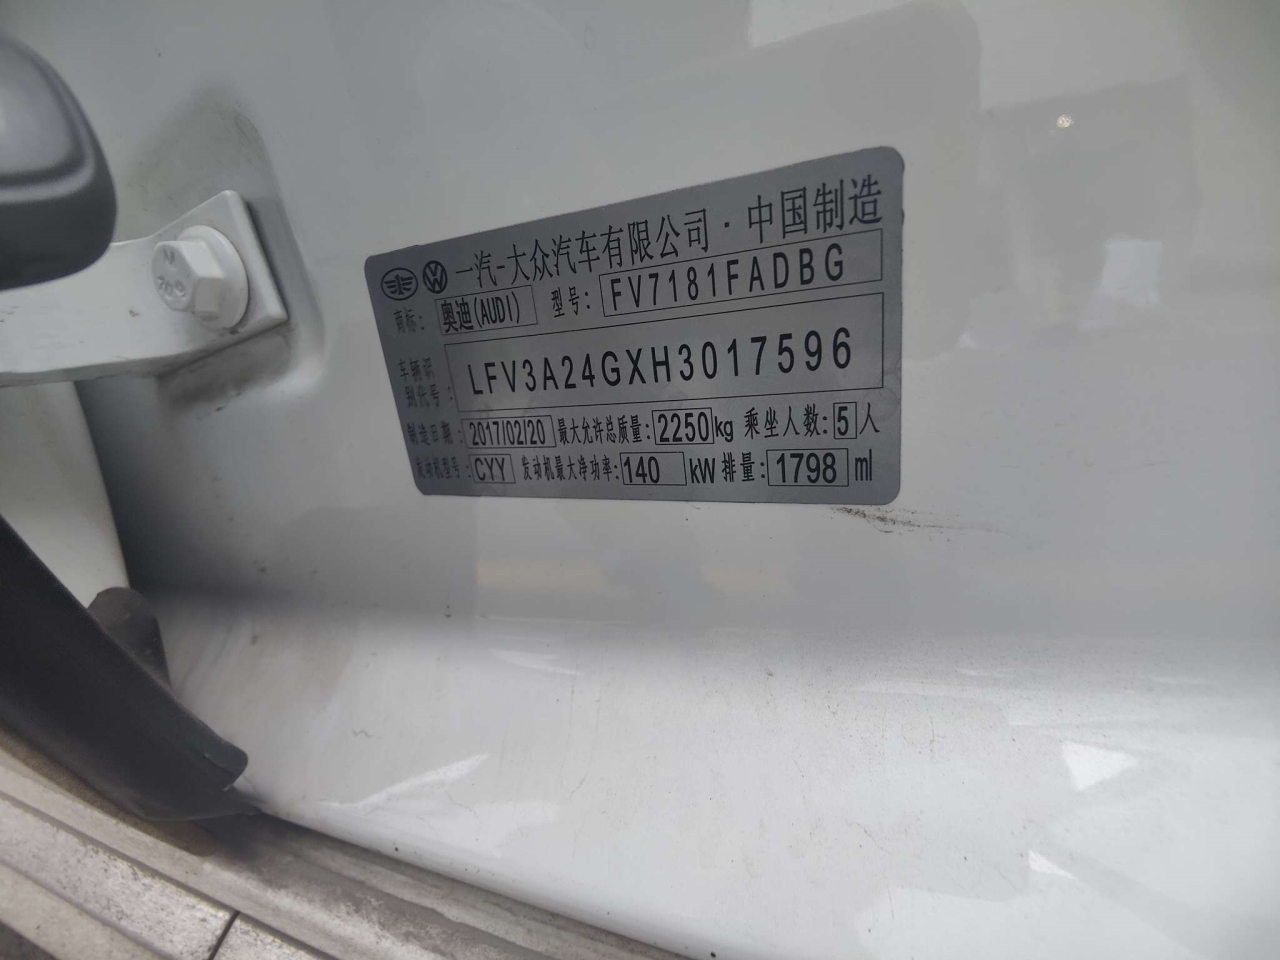 一汽-大众汽车有限公司·中国制造
商标: 奥迪(AUDI) 型号: FV7181FADBG
车辆识别代号: LFV3A24GXH3017596
制造日期: 2017/02/20 最大允许总质量: 2250kg 乘坐人数: 5人
发动机型号: CYY 发动机最大净功率: 140 kW 排量: 1798 ml